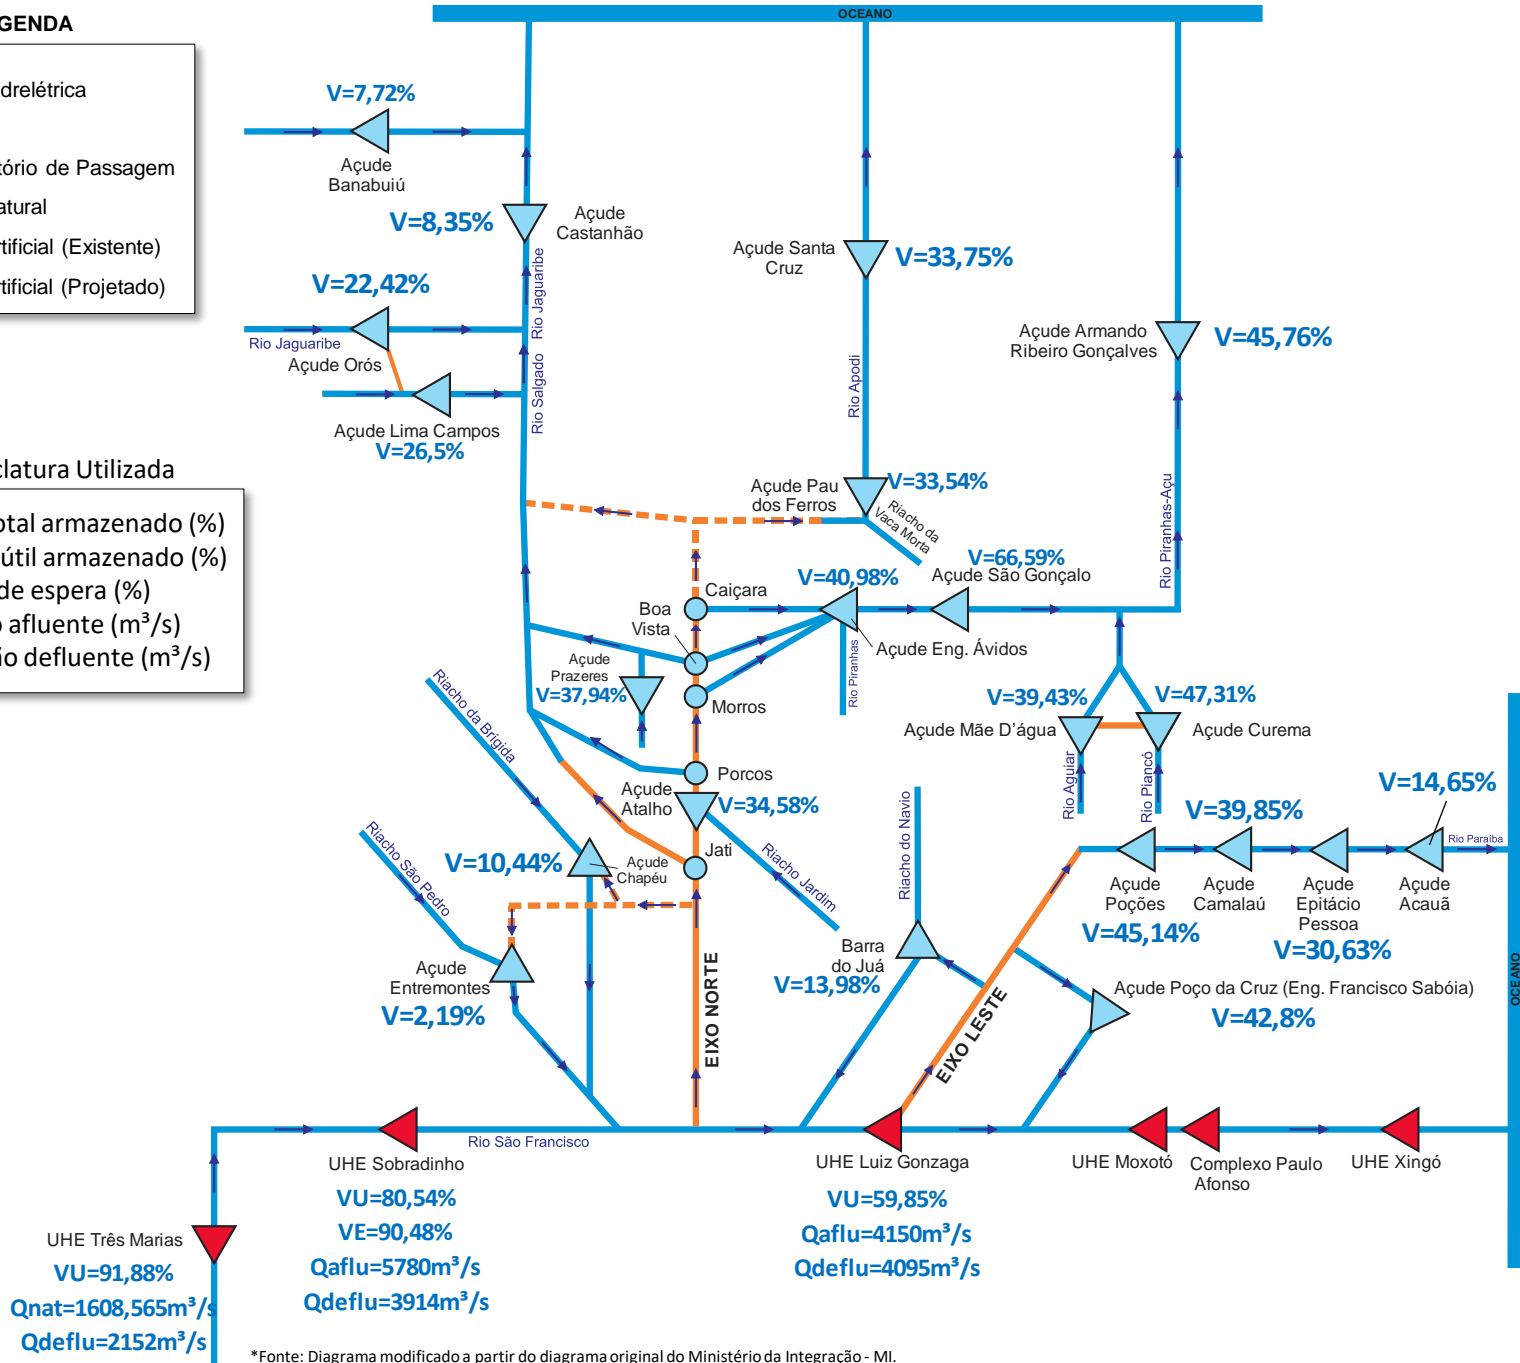 OCEANO
GENDA
drelétrica
tório de Passagem
atural
rtificial (Existente)
rtificial (Projetado)
V=7,72%
Açude
Banabuiú
V=8,35%
Açude
Castanhão
Rio Jaguaribe
V=22,42%
Rio Jaguaribe
Açude Orós
Rio Salgado
Açude Lima Campos
V=26,5%
Açude Santa
Cruz
V=33,75%
Rio Apodi
Açude Armando
Ribeiro Gonçalves
V=45,76%
Rio Piranhas-Açu
clatura Utilizada
otal armazenado (%)
útil armazenado (%)
de espera (%)
o afluente (m³/s)
ão defluente (m³/s)
Açude Pau
dos Ferros
V=33,54%
Riacho da
Vaca Morta
V=66,59%
Açude São Gonçalo
V=40,98%
Açude Eng. Ávidos
Rio Piranhas
Caiçara
Boa
Vista
Morros
Açude
Prazeres
V=37,94%
Porcos
Açude
Atalho
V=34,58%
Jati
Riacho Jardim
Riacho da Brígida
Riacho São Pedro
V=10,44%
Açude
Chapéu
Açude
Entremontes
V=2,19%
EIXO NORTE
V=39,43%
Açude Mãe D'água
Rio Aguiar
V=47,31%
Açude Curema
Rio Piancó
V=14,65%
V=39,85%
Rio Paraiba
Açude
Poções
V=45,14%
Açude
Camalaú
Açude
Epitácio
Pessoa
V=30,63%
Açude
Acauã
Riacho do Navio
Barra
do Juá
V=13,98%
EIXO LESTE
Açude Poço da Cruz (Eng. Francisco Sabóia)
V=42,8%
OCEANO
Rio São Francisco
UHE Sobradinho
VU=80,54%
VE=90,48%
Qaflu=5780m³/s
Qdeflu=3914m³/s
UHE Luiz Gonzaga
VU=59,85%
Qaflu=4150m³/s
Qdeflu=4095m³/s
UHE Moxotó
Complexo Paulo
Afonso
UHE Xingó
UHE Três Marias
VU=91,88%
Qnat=1608,565m³/s
Qdeflu=2152m³/s
*Fonte: Diagrama modificado a partir do diagrama original do Ministério da Integração - MI.